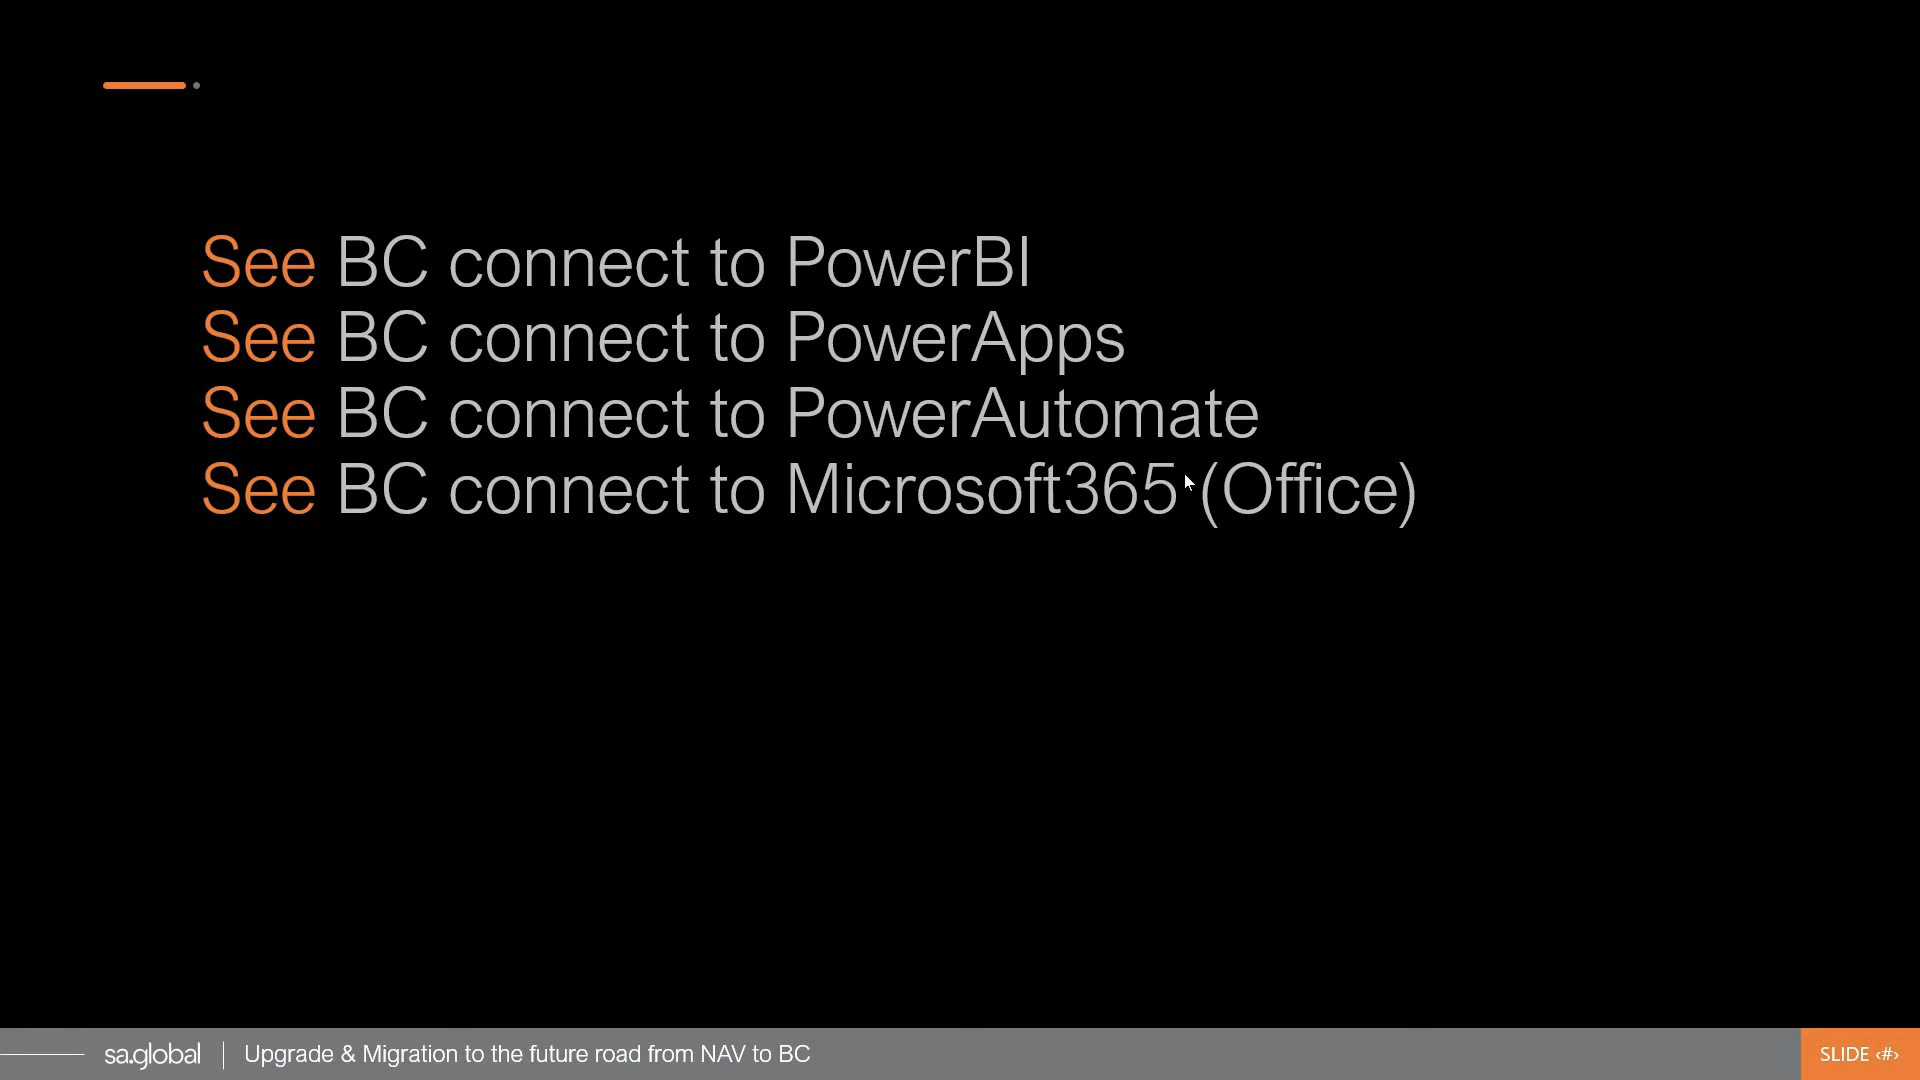 See BC connect to PowerBI
See BC connect to PowerApps
See BC connect to PowerAutomate
See BC connect to Microsoft365 (Office)
sa.global
Upgrade & Migration to the future road from NAV to BC
SLIDE ‹#›